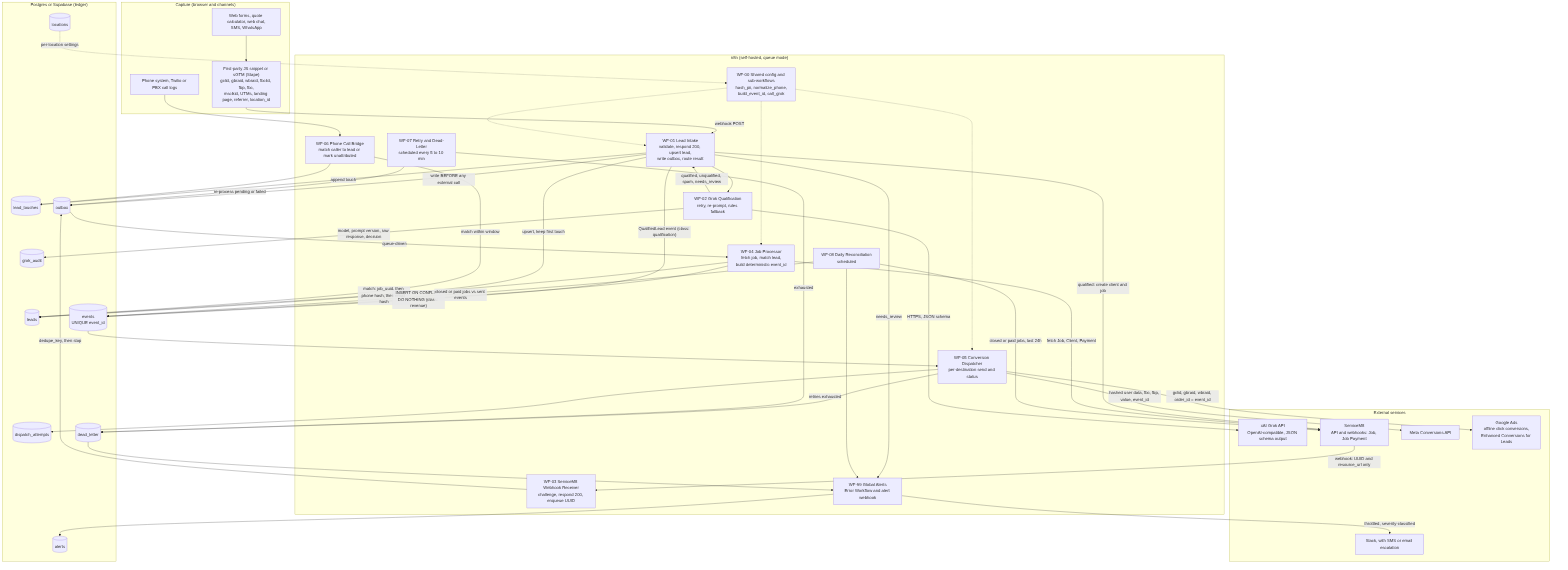 Postgres or Supabase (ledger)
locations
lead_touches
outbox
grok_audit
leads
events
UNIQUE event_id
dispatch_attempts
dead_letter
alerts
Capture (browser and channels)
Web forms, quote
calculator, web chat,
SMS, WhatsApp
Phone system, Twilio or
PBX call logs
First-party JS snippet or
sGTM (Stape)
gclid, gbraid, wbraid, fbclid,
fbp, fbc,
msclkid, UTMs, landing
page, referrer, location_id
n8n (self-hosted, queue mode)
WF-00 Shared config and
sub-workflows
hash_pii, normalize_phone,
build_event_id, call_grok
WF-06 Phone Call Bridge
match caller to lead or
mark unattributed
WF-07 Retry and Dead-
Letter
scheduled every 5 to 10
min
WF-01 Lead Intake
validate, respond 200,
upsert lead,
write outbox, route result
WF-02 Grok Qualification
retry, re-prompt, rules
fallback
WF-04 Job Processor
fetch job, match lead,
build deterministic event_id
WF-08 Daily Reconciliation
scheduled
WF-05 Conversion
Dispatcher
per destination send and
status
WF-03 ServiceM8
Webhook Receiver
challenge, respond 200,
enqueue UUID
WF-99 Global Alerts
Error Workflow and alert
webhook
External services
xAI Grok API
OpenAI-compatible, JSON
schema output
ServiceM8
API and webhooks: Job,
Job Payment
Meta Conversions API
Google Ads
offline click conversions,
Enhanced Conversions for
Leads
Slack, with SMS or email
escalation
per-location settings
webhook POST
append touch
write BEFORE any
external call
re-process pending or failed
qualified, unqualified,
spam, needs_review
model, prompt version, raw
response, decision
queue-driven
match within window
upsert, keep first touch
QualifiedLead event (class:
qualification)
match: job_uuid, then
phone hash, then
hash
INSERT ON
DO NOTHING (class:
revenue)
closed or paid jobs vs sent
events
exhausted
needs_review
HTTPS, JSON schema
qualified: create client and
job
dedupe_key, then stop
closed or paid jobs, last 24h
fetch Job, Client, Payment
retries exhausted
hashed user data, fbc, fbp,
value, event_id
gclid, gbraid, wbraid,
order_id = event_id
webhook: UUID and
resource_url only
throttled, severity-classified